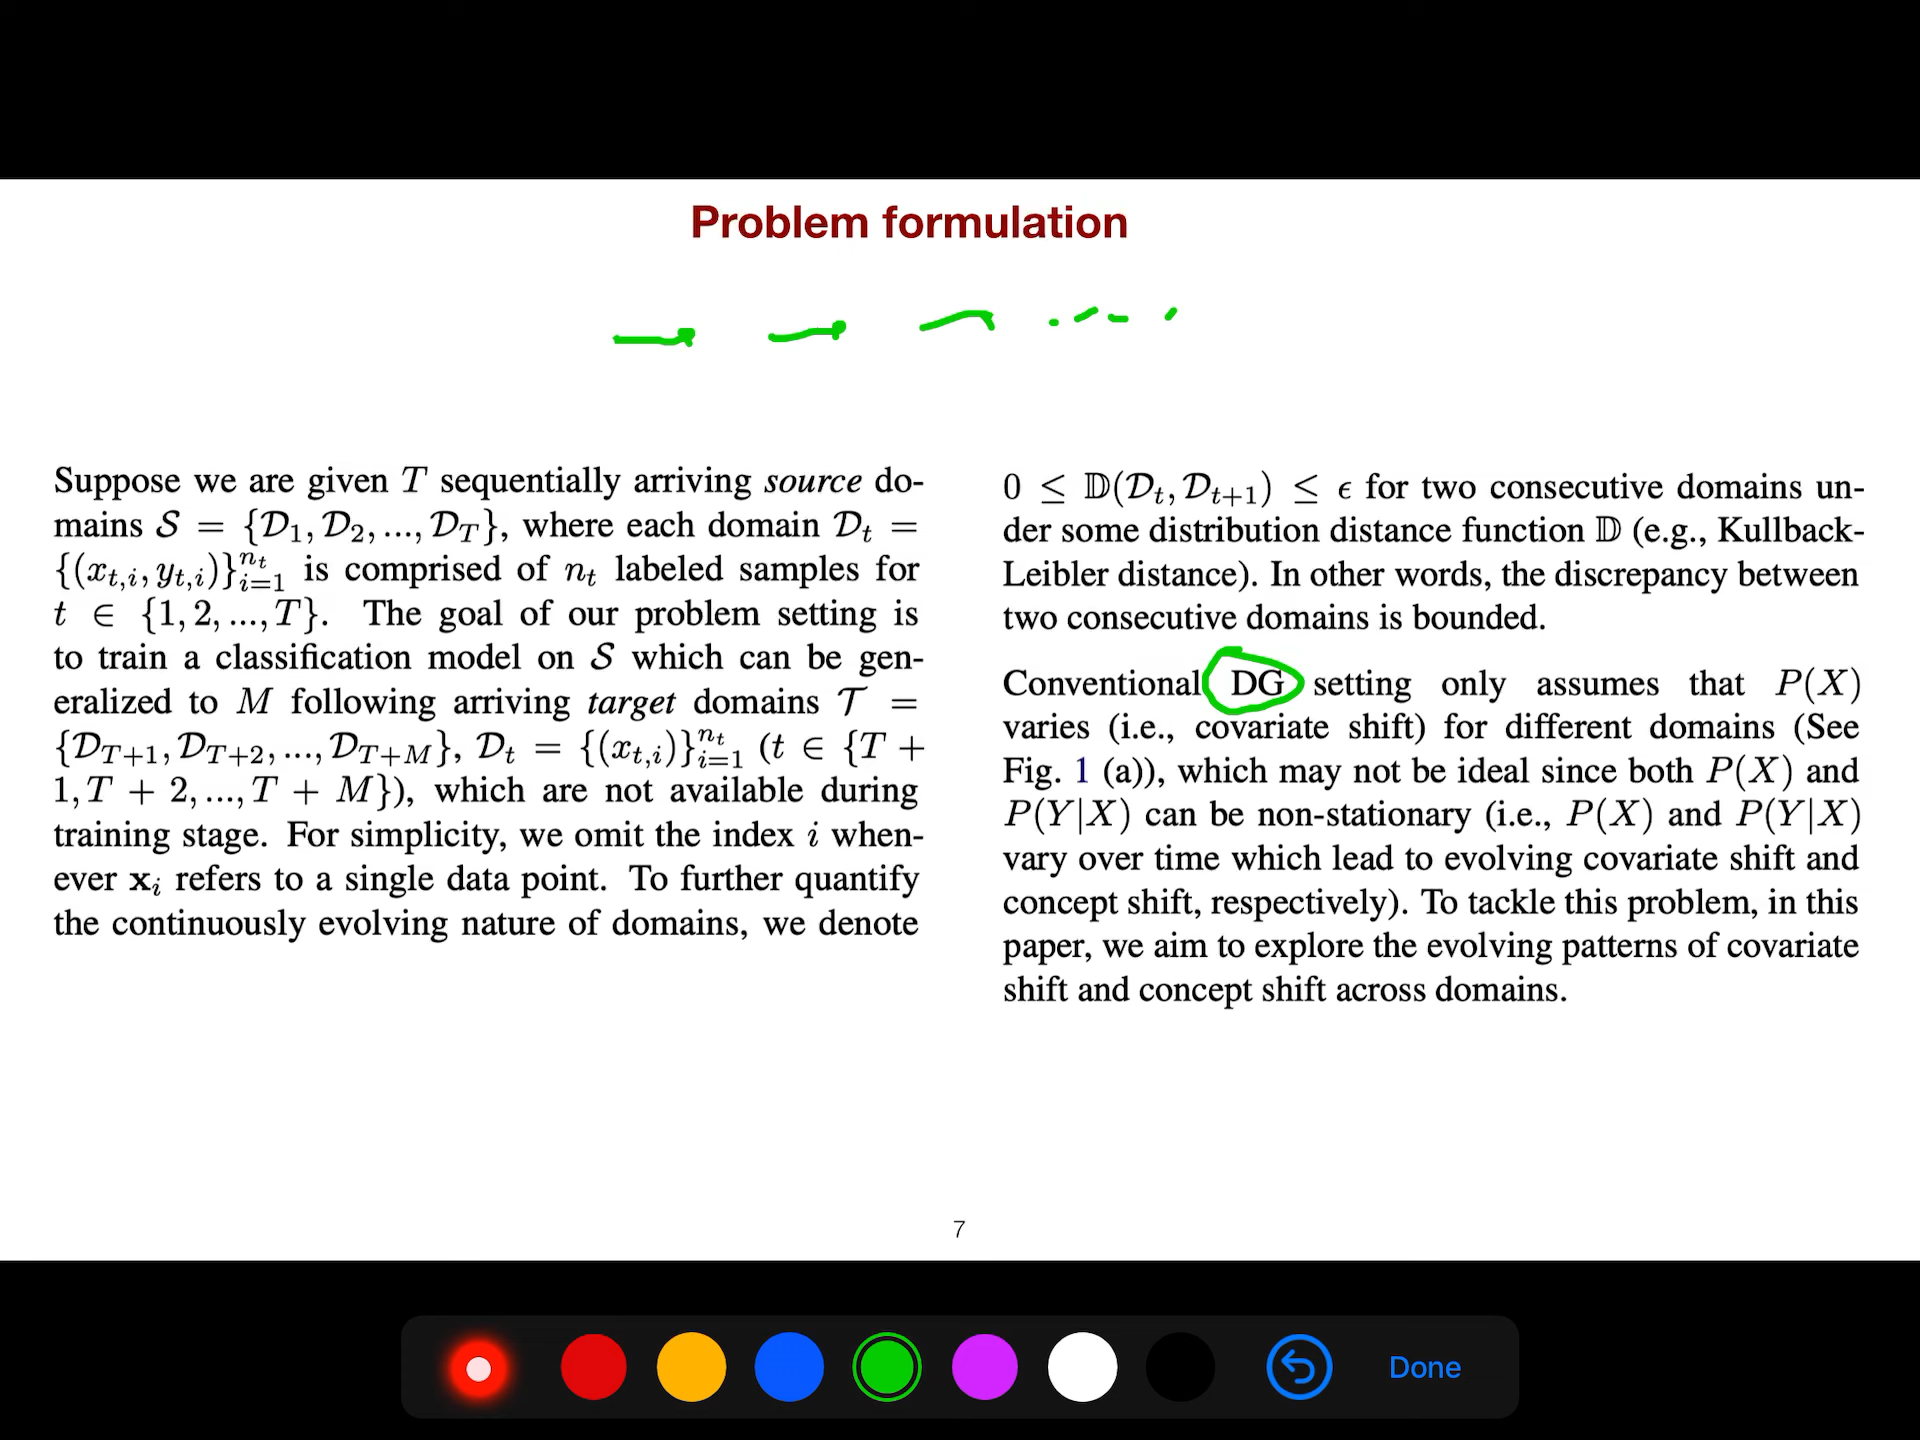 Problem formulation
Suppose we are given T sequentially arriving source do-
mains S = {D1, D2, ..., DT}, where each domain Dt =
{(xt,i, yt,i)}nt i=1 is comprised of nt labeled samples for
t ∈ {1, 2, ..., T}. The goal of our problem setting is
to train a classification model on S which can be gen-
eralized to M following arriving target domains T =
{DT+1, DT+2, ..., DT+M}, Dt = {(xt,i)}nt i=1 (t ∈ {T +
1, T + 2, ..., T + M}), which are not available during
training stage. For simplicity, we omit the index i when-
ever xi refers to a single data point. To further quantify
the continuously evolving nature of domains, we denote
0 ≤ 𝔻(Dt, Dt+1) ≤ ϵ for two consecutive domains un-
der some distribution distance function 𝔻 (e.g., Kullback-
Leibler distance). In other words, the discrepancy between
two consecutive domains is bounded.
Conventional DG setting only assumes that P(X)
varies (i.e., covariate shift) for different domains (See
Fig. 1 (a)), which may not be ideal since both P(X) and
P(Y|X) can be non-stationary (i.e., P(X) and P(Y|X)
vary over time which lead to evolving covariate shift and
concept shift, respectively). To tackle this problem, in this
paper, we aim to explore the evolving patterns of covariate
shift and concept shift across domains.
7
Done